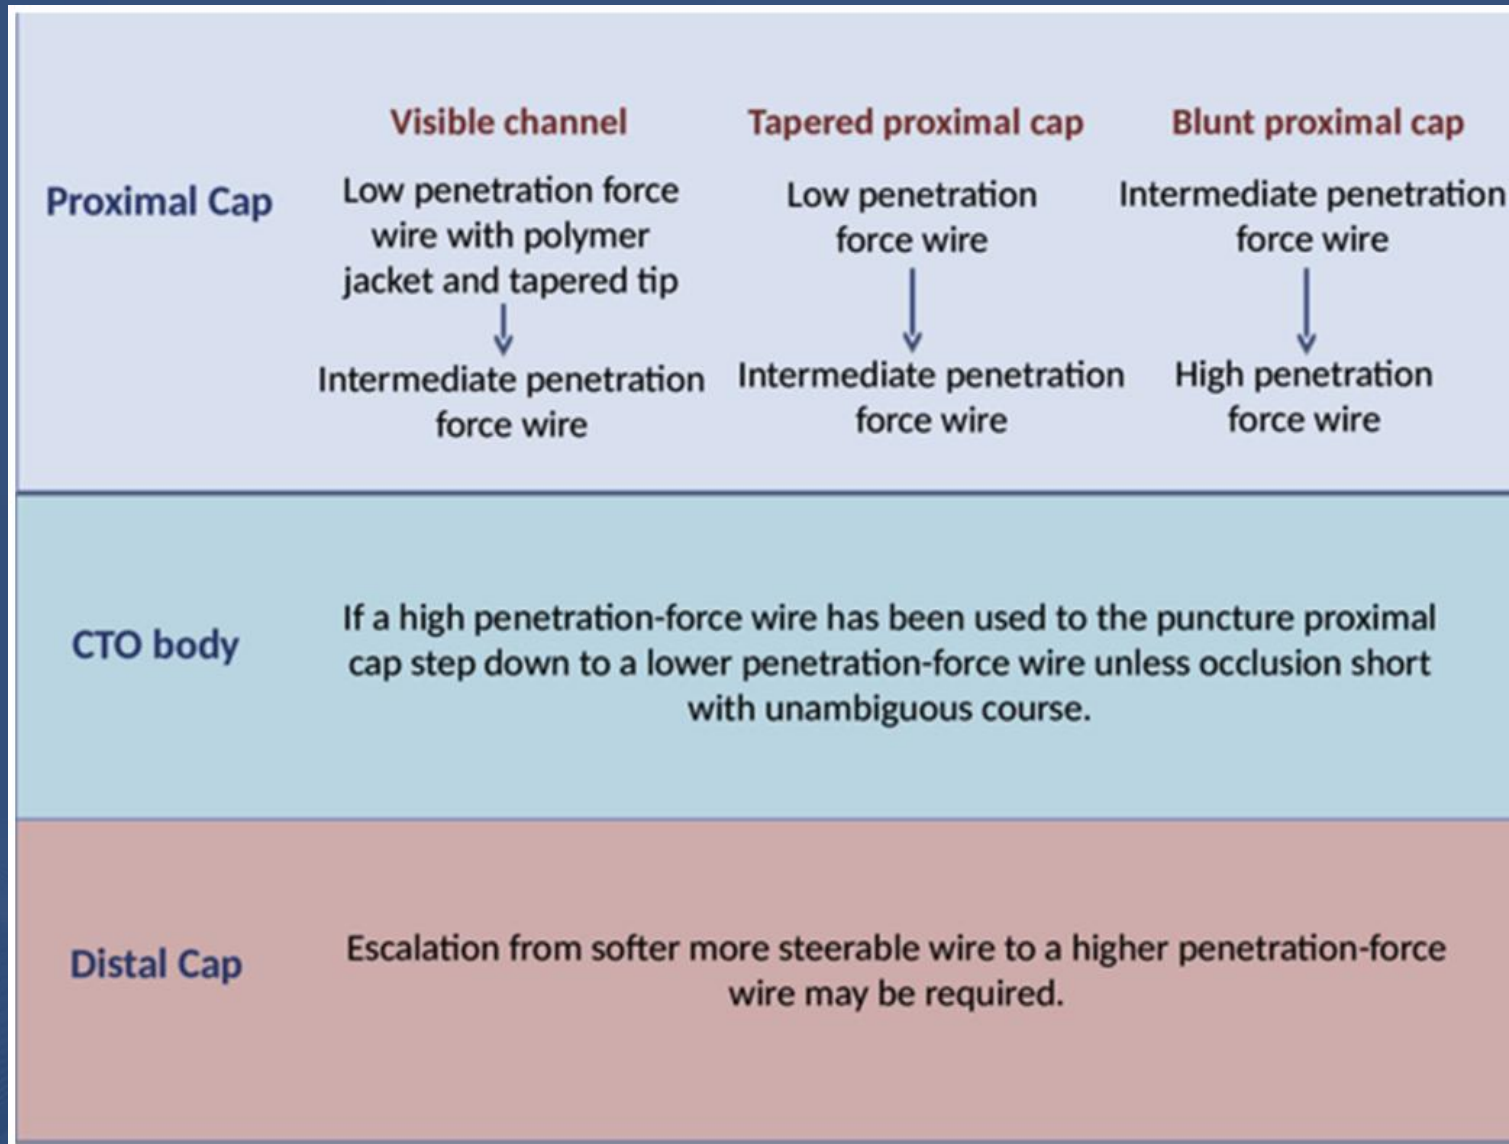 Visible channel
Tapered proximal cap
Blunt proximal cap
Proximal Cap
Low penetration force
wire with polymer
jacket and tapered tip
Intermediate penetration
force wire
Low penetration
force wire
Intermediate penetration
force wire
Intermediate penetration
force wire
High penetration
force wire
CTO body
If a high penetration-force wire has been used to the puncture proximal
cap step down to a lower penetration-force wire unless occlusion short
with unambiguous course.
Distal Cap
Escalation from softer more steerable wire to a higher penetration-force
wire may be required.